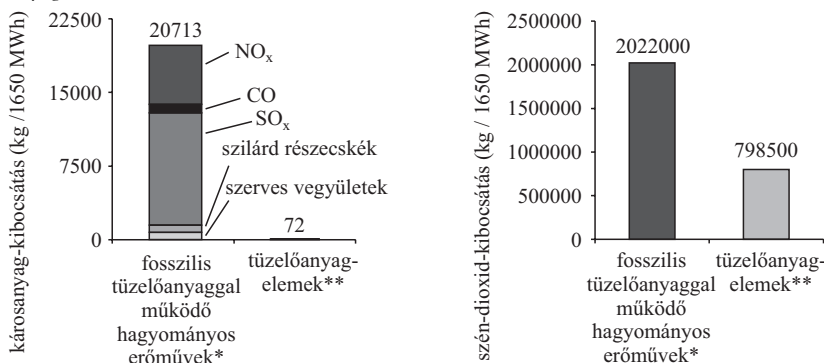 károsanyag-kibocsátás (kg /1650 MWh)
22500
15000
7500
0
20713
NOx
CO
SOx
szilárd részecskék
szerves vegyületek
72
fosszilis
tüzelőanyaggal
működő
hagyományos
erőművek*
tüzelőanyag-
elemek**
szén-dioxid-kibocsátás (kg / 1650 MWh)
2000000
1500000
1000000
500000
0
2022000
798500
fosszilis
tüzelőanyaggal
működő
hagyományos
erőművek*
tüzelőanyag-
elemek**